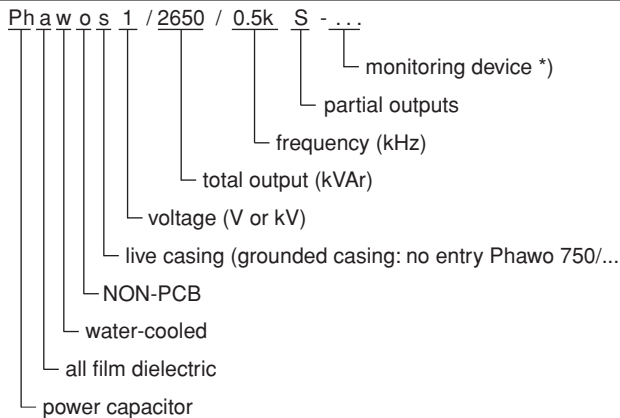 Ph a w o s 1 / 2650 / 0.5k S - ...
monitoring device *)
partial outputs
frequency (kHz)
total output (kVAr)
voltage (V or kV)
live casing (grounded casing: no entry Phawo 750/...
NON-PCB
water-cooled
all film dielectric
power capacitor